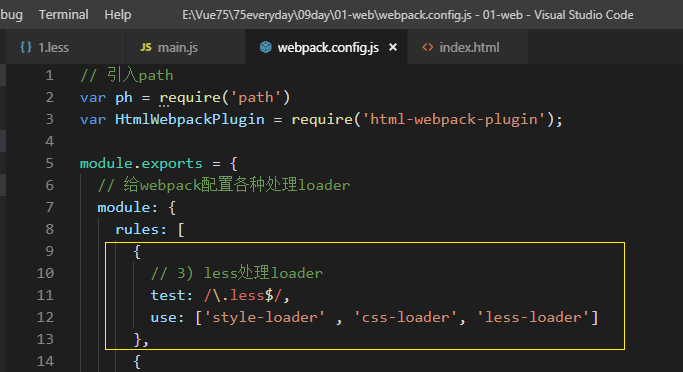 bug Terminal Help E:\Vue75\75everyday\09day\01-web\webpack.config.js - 01-web - Visual Studio Code
{} 1.less JS main.js webpack.config.js × <> index.html
1 // 引入path
2 var ph = require('path')
3 var HtmlWebpackPlugin = require('html-webpack-plugin');
4
5 module.exports = {
6 // 给webpack配置各种处理loader
7 module: {
8 rules: [
9 {
10 // 3) less处理loader
11 test: /\.less$/,
12 use: ['style-loader' , 'css-loader', 'less-loader']
13 },
14 {